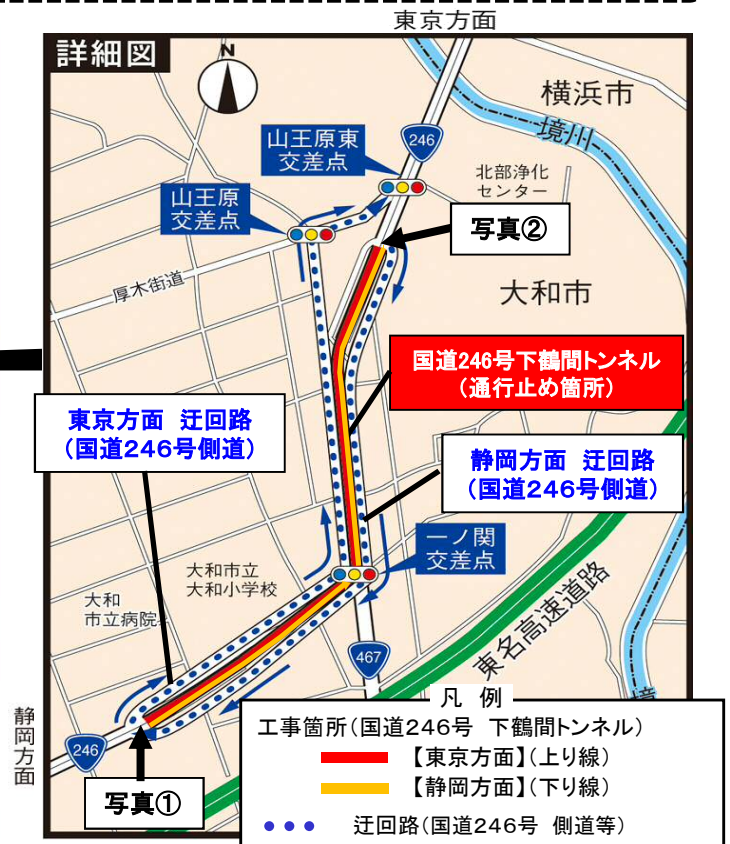 東京方面
詳細図
N
横浜市
境川
山王原東
交差点
246
北部浄化
センター
山王原
交差点
写真②
厚木街道
大和市
国道246号下鶴間トンネル
(通行止め箇所)
東京方面 迂回路
(国道246号側道)
静岡方面 迂回路
(国道246号側道)
一ノ関
交差点
大和市立
大和小学校
大和
市立病院
東名高速道路
467
境
静岡方面
246
写真①
凡 例
工事箇所(国道246号 下鶴間トンネル)
【東京方面】(上り線)
【静岡方面】(下り線)
迂回路(国道246号 側道等)